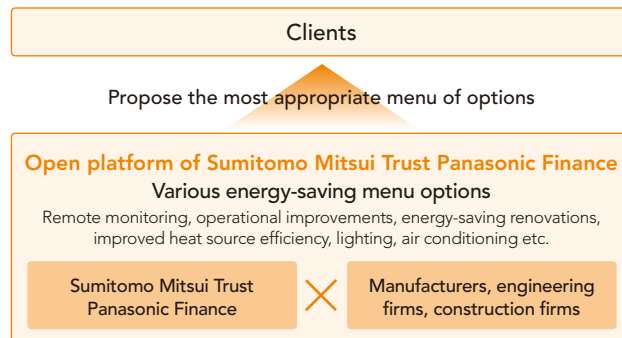 Clients
Propose the most appropriate menu of options
Open platform of Sumitomo Mitsui Trust Panasonic Finance
Various energy-saving menu options
Remote monitoring, operational improvements, energy-saving renovations,
improved heat source efficiency, lighting, air conditioning etc.
Sumitomo Mitsui Trust
Panasonic Finance
Manufacturers, engineering
firms, construction firms